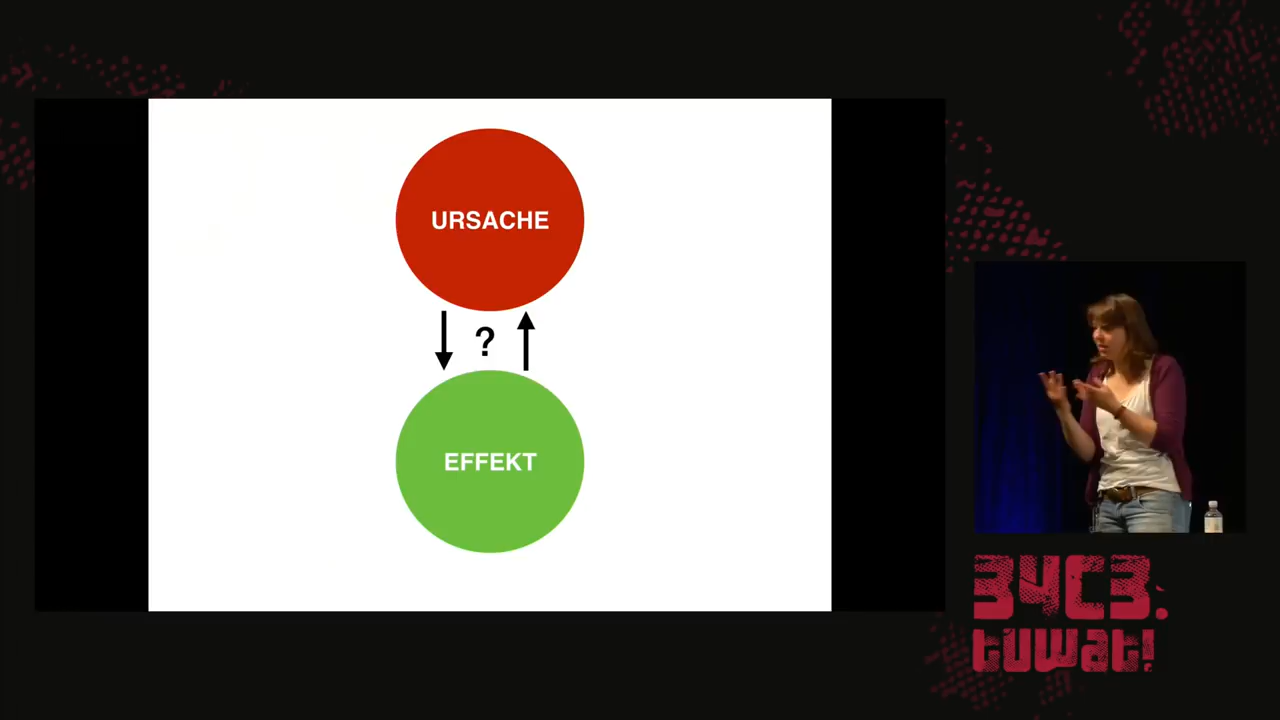 URSACHE
?
EFFEKT
34C3.
tuwat!